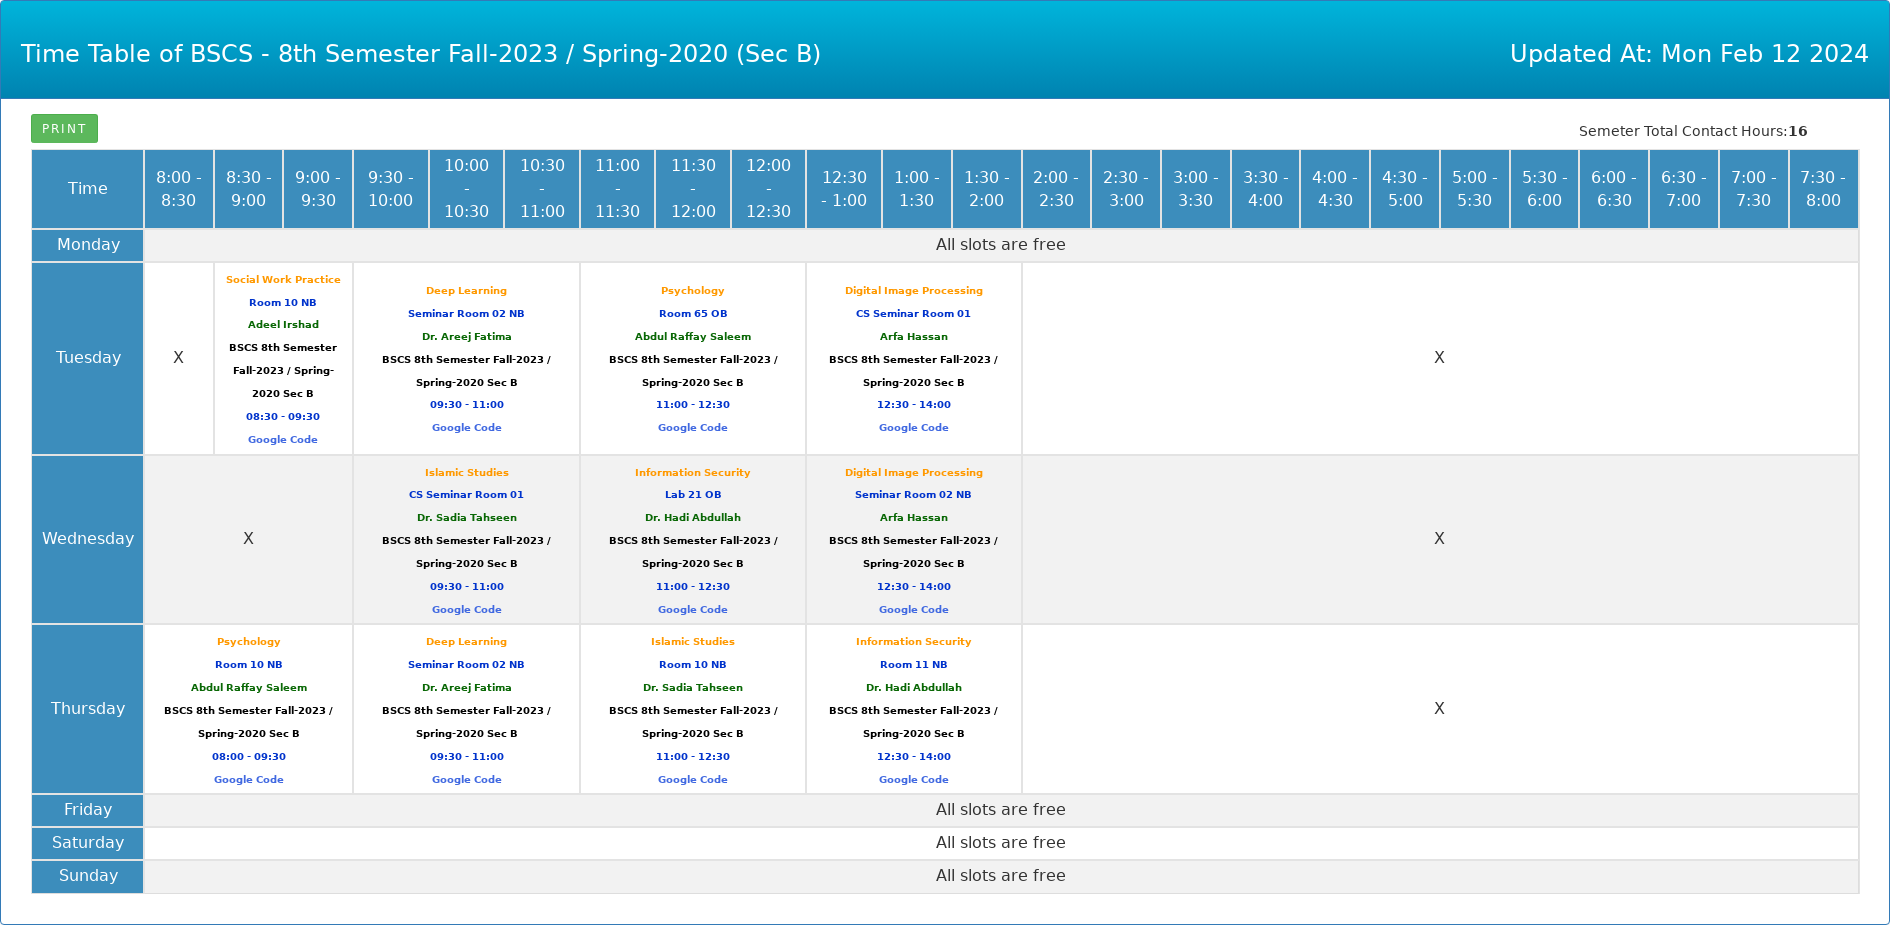 Time Table of BSCS - 8th Semester Fall-2023 / Spring-2020 (Sec B)
Updated At: Mon Feb 12 2024
PRINT
Semeter Total Contact Hours:16
Time
8:00 -
8:30
8:30 -
9:00
9:00 -
9:30
9:30 -
10:00
10:00
-
10:30
10:30
-
11:00
11:00
-
11:30
11:30
-
12:00
12:00
-
12:30
12:30
- 1:00
1:00 -
1:30
1:30 -
2:00
2:00 -
2:30
2:30 -
3:00
3:00 -
3:30
3:30 -
4:00
4:00 -
4:30
4:30 -
5:00
5:00 -
5:30
5:30 -
6:00
6:00 -
6:30
6:30 -
7:00
7:00 -
7:30
7:30 -
8:00
Monday
All slots are free
Tuesday
X
Social Work Practice
Room 10 NB
Adeel Irshad
BSCS 8th Semester
Fall-2023 / Spring-
2020 Sec B
08:30 - 09:30
Google Code
Deep Learning
Seminar Room 02 NB
Dr. Areej Fatima
BSCS 8th Semester Fall-2023 /
Spring-2020 Sec B
09:30 - 11:00
Google Code
Psychology
Room 65 OB
Abdul Raffay Saleem
BSCS 8th Semester Fall-2023 /
Spring-2020 Sec B
11:00 - 12:30
Google Code
Digital Image Processing
CS Seminar Room 01
Arfa Hassan
BSCS 8th Semester Fall-2023 /
Spring-2020 Sec B
12:30 - 14:00
Google Code
X
Wednesday
X
Islamic Studies
CS Seminar Room 01
Dr. Sadia Tahseen
BSCS 8th Semester Fall-2023 /
Spring-2020 Sec B
09:30 - 11:00
Google Code
Information Security
Lab 21 OB
Dr. Hadi Abdullah
BSCS 8th Semester Fall-2023 /
Spring-2020 Sec B
11:00 - 12:30
Google Code
Digital Image Processing
Seminar Room 02 NB
Arfa Hassan
BSCS 8th Semester Fall-2023 /
Spring-2020 Sec B
12:30 - 14:00
Google Code
X
Thursday
Psychology
Room 10 NB
Abdul Raffay Saleem
BSCS 8th Semester Fall-2023 /
Spring-2020 Sec B
08:00 - 09:30
Google Code
Deep Learning
Seminar Room 02 NB
Dr. Areej Fatima
BSCS 8th Semester Fall-2023 /
Spring-2020 Sec B
09:30 - 11:00
Google Code
Islamic Studies
Room 10 NB
Dr. Sadia Tahseen
BSCS 8th Semester Fall-2023 /
Spring-2020 Sec B
11:00 - 12:30
Google Code
Information Security
Room 11 NB
Dr. Hadi Abdullah
BSCS 8th Semester Fall-2023 /
Spring-2020 Sec B
12:30 - 14:00
Google Code
X
Friday
All slots are free
Saturday
All slots are free
Sunday
All slots are free